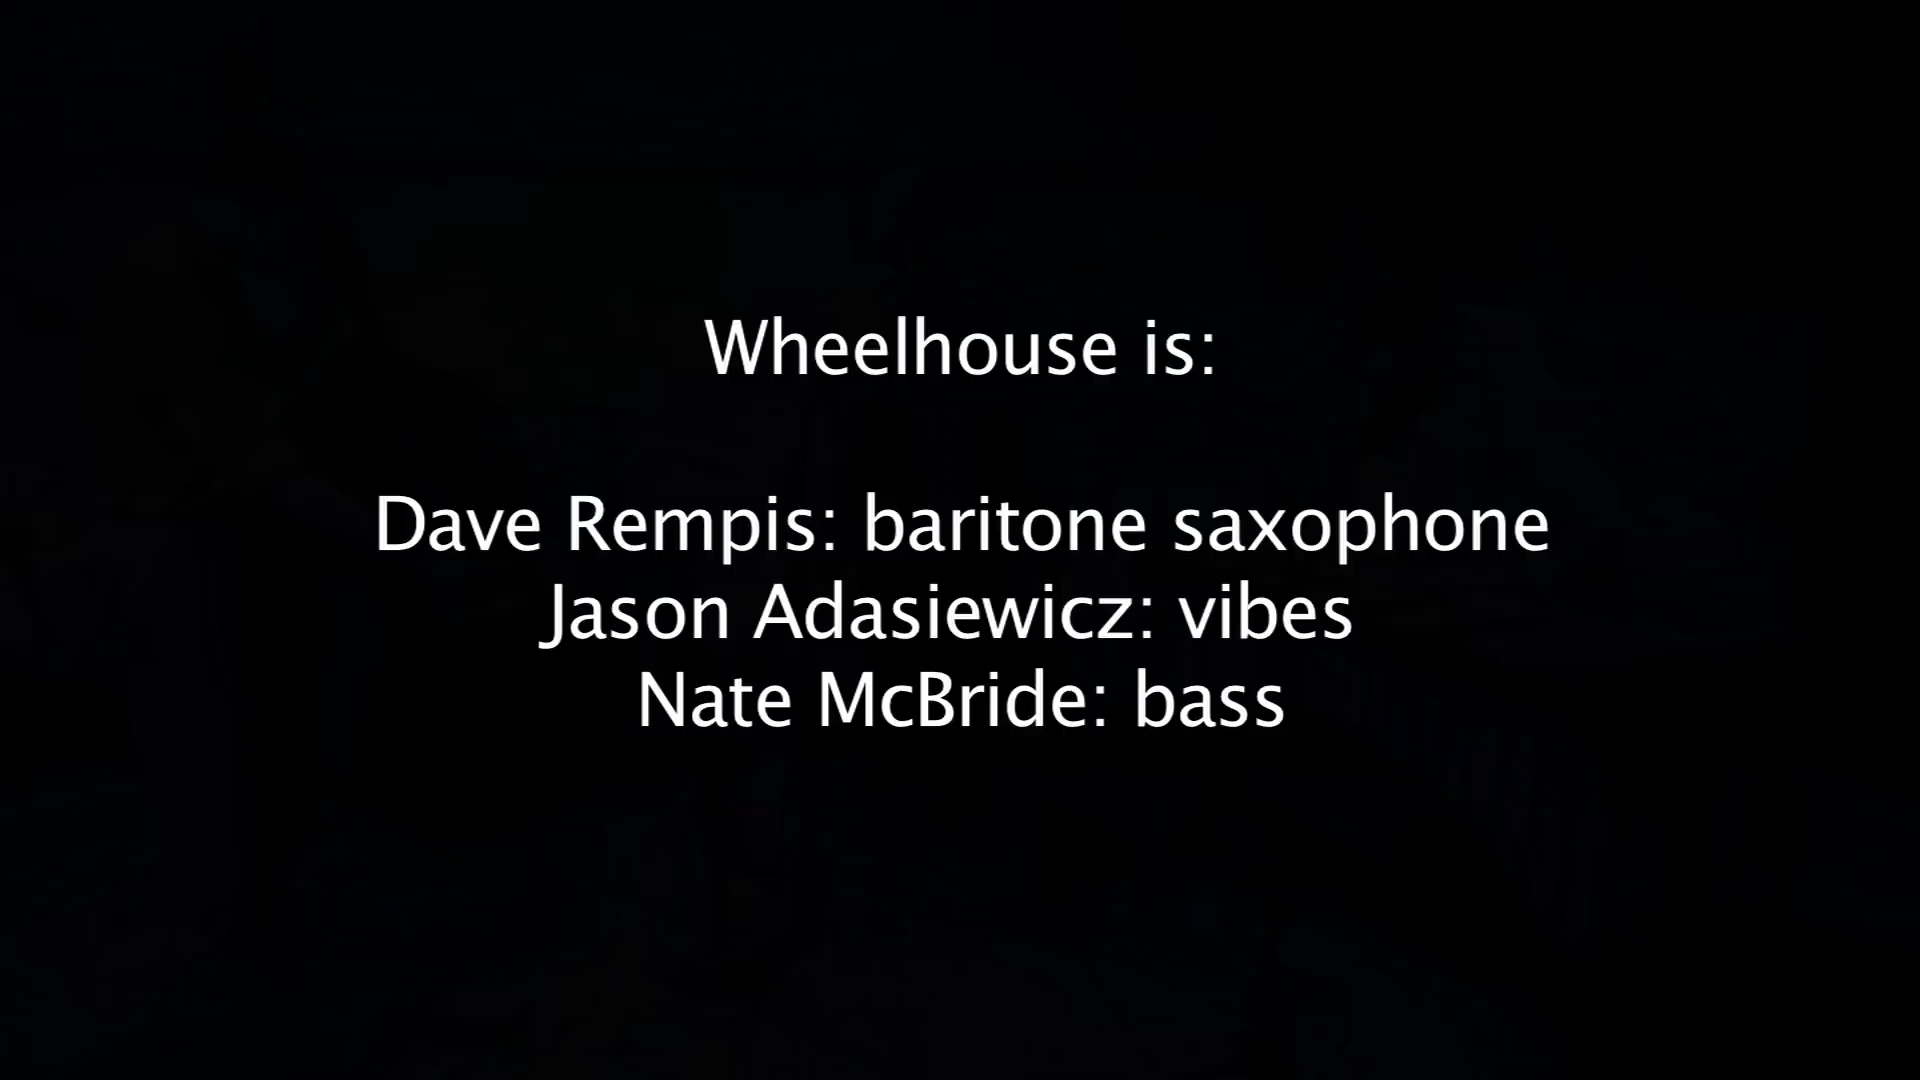 Wheelhouse is:
Dave Rempis: baritone saxophone
Jason Adasiewicz: vibes
Nate McBride: bass